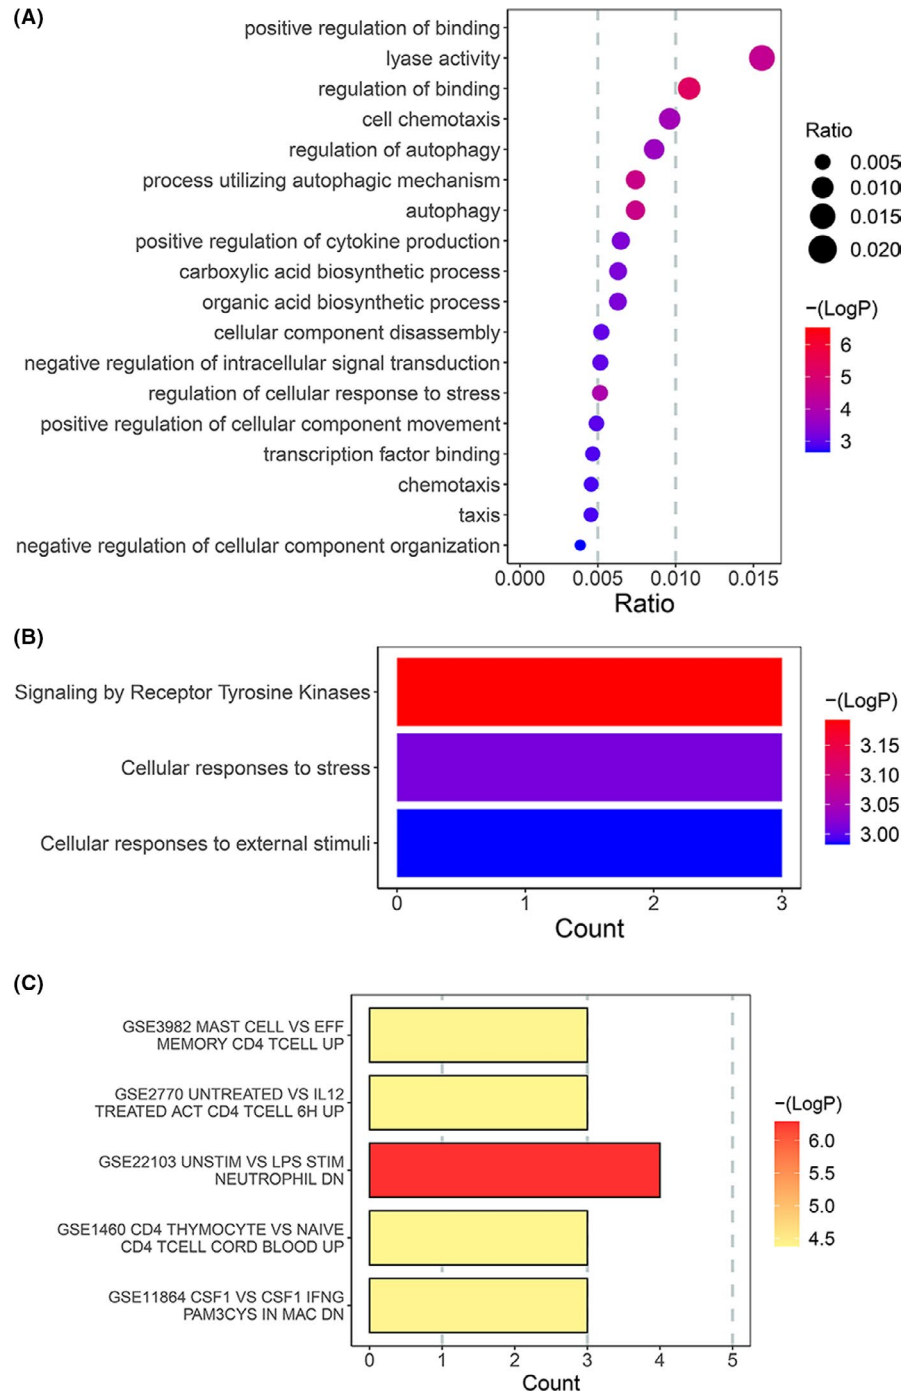 (A)
positive regulation of binding
lyase activity
regulation of binding
cell chemotaxis
regulation of autophagy
process utilizing autophagic mechanism
autophagy
positive regulation of cytokine production
carboxylic acid biosynthetic process
organic acid biosynthetic process
cellular component disassembly
negative regulation of intracellular signal transduction
regulation of cellular response to stress
positive regulation of cellular component movement
transcription factor binding
chemotaxis
taxis
negative regulation of cellular component organization
0.000 0.005 0.010 0.015
Ratio
Ratio
0.005
0.010
0.015
0.020
−(LogP)
6
5
4
3
(B)
Signaling by Receptor Tyrosine Kinases
Cellular responses to stress
Cellular responses to external stimuli
0 1 2 3
Count
−(LogP)
3.15
3.10
3.05
3.00
(C)
GSE3982 MAST CELL VS EFF
MEMORY CD4 TCELL UP
GSE2770 UNTREATED VS IL12
TREATED ACT CD4 TCELL 6H UP
GSE22103 UNSTIM VS LPS STIM
NEUTROPHIL DN
GSE1460 CD4 THYMOCYTE VS NAIVE
CD4 TCELL CORD BLOOD UP
GSE11864 CSF1 VS CSF1 IFNG
PAM3CYS IN MAC DN
0 1 2 3 4 5
Count
−(LogP)
6.0
5.5
5.0
4.5